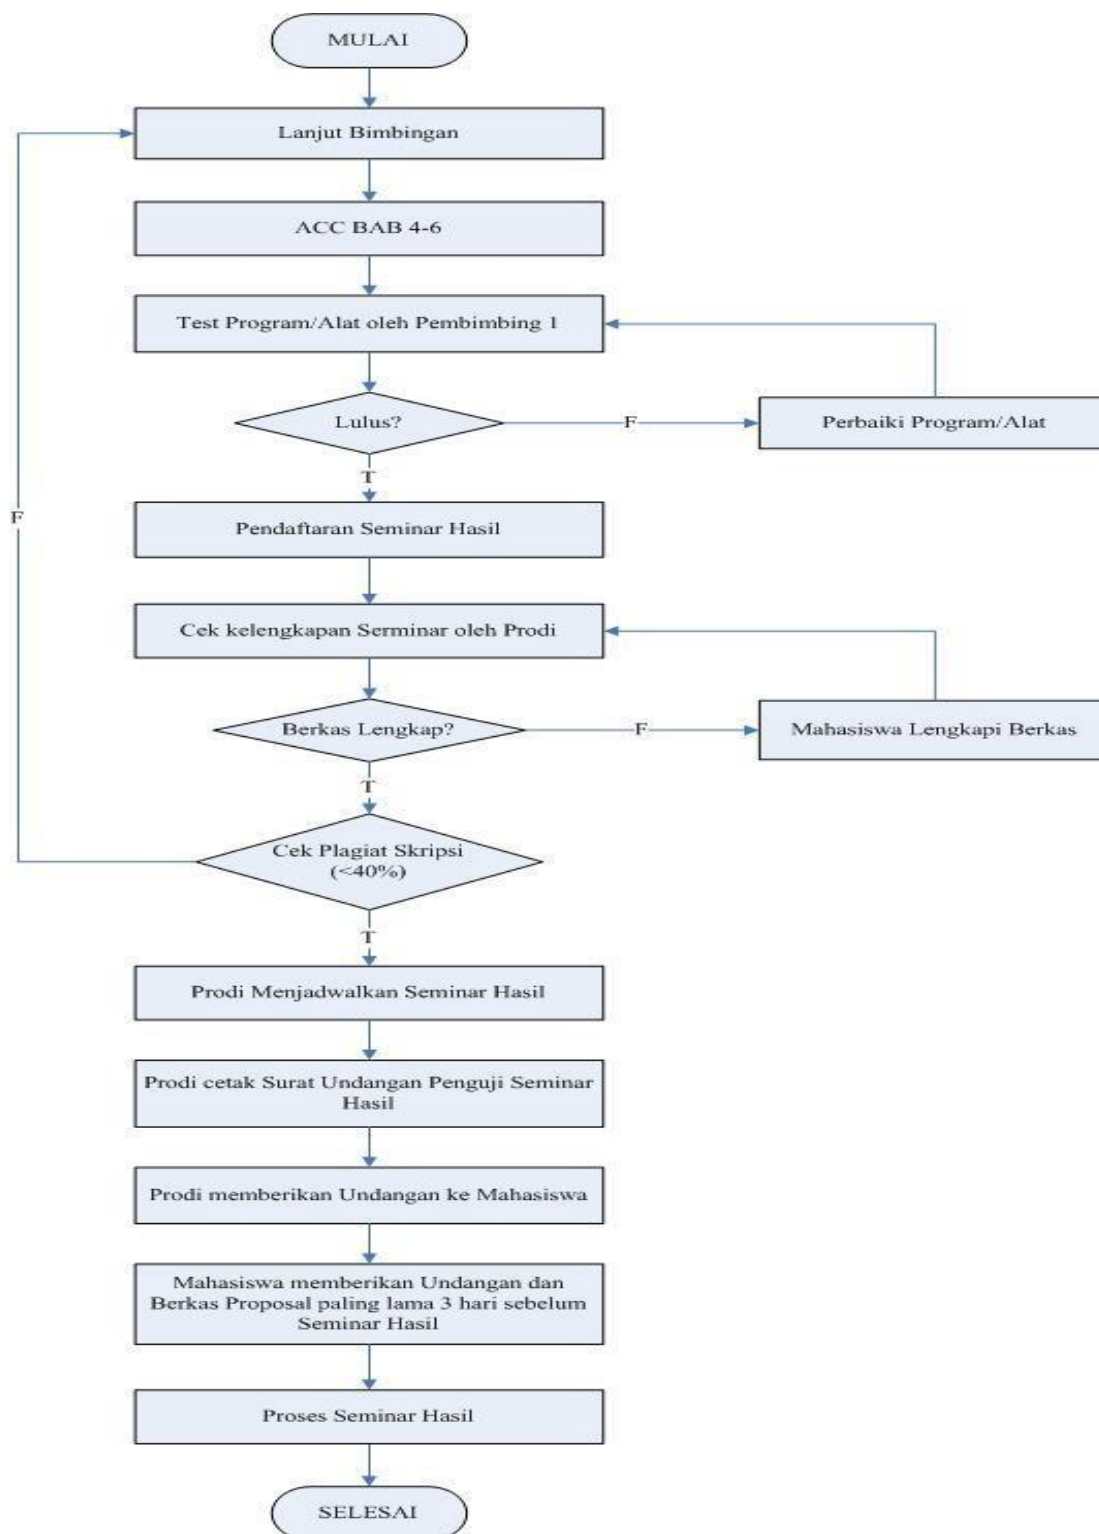 MULAI
Lanjut Bimbingan
ACC BAB 4-6
Test Program/Alat oleh Pembimbing 1
Lulus?
F
Perbaiki Program/Alat
T
F
Pendaftaran Seminar Hasil
Cek kelengkapan Serminar oleh Prodi
Berkas Lengkap?
F
Mahasiswa Lengkapi Berkas
T
Cek Plagiat Skripsi
(<40%)
T
Prodi Menjadwalkan Seminar Hasil
Prodi cetak Surat Undangan Penguji Seminar
Hasil
Prodi memberikan Undangan ke Mahasiswa
Mahasiswa memberikan Undangan dan
Berkas Proposal paling lama 3 hari sebelum
Seminar Hasil
Proses Seminar Hasil
SELESAI